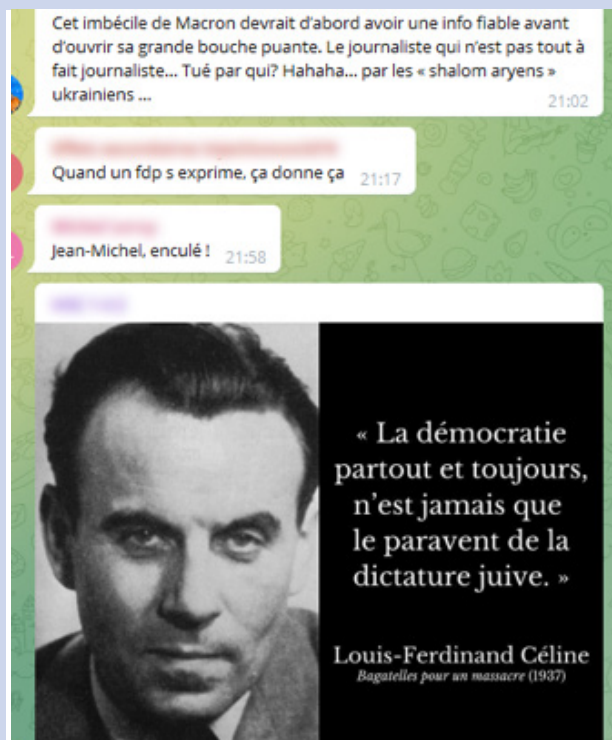 Cet imbécile de Macron devrait d'abord avoir une info fiable avant
d'ouvrir sa grande bouche puante. Le journaliste qui n'est pas tout à
fait journaliste... Tué par qui? Hahaha... par les « shalom aryens »
ukrainiens ...
21:02
Quand un fdp s exprime, ça donne ça 21:17
Jean-Michel, enculé ! 21:58
« La démocratie
partout et toujours,
n'est jamais que
le paravent de la
dictature juive. »
Louis-Ferdinand Céline
Bagatelles pour un massacre (1937)